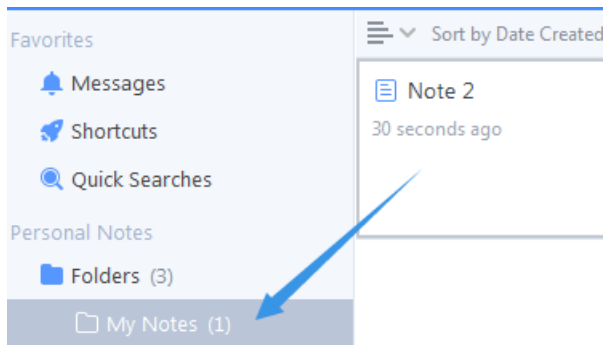 Favorites
Messages
Shortcuts
Quick Searches
Personal Notes
Folders (3)
My Notes (1)
Sort by Date Created
Note 2
30 seconds ago